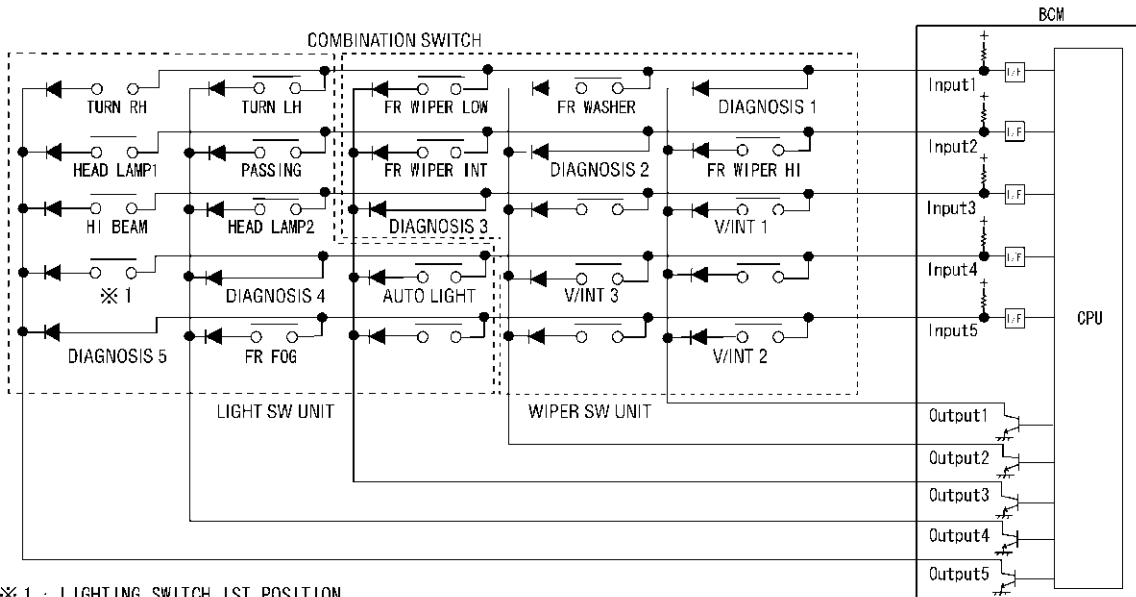 BCM
COMBINATION SWITCH
Input1
I/F
TURN RH
TURN LH
FR WIPER LOW
FR WASHER
DIAGNOSIS 1
Input2
I/F
HEAD LAMP1
PASSING
FR WIPER INT
DIAGNOSIS 2
FR WIPER HI
Input3
I/F
HI BEAM
HEAD LAMP2
DIAGNOSIS 3
V/INT 1
Input4
I/F
※ 1
DIAGNOSIS 4
AUTO LIGHT
V/INT 3
Input5
I/F
CPU
DIAGNOSIS 5
FR FOG
V/INT 2
LIGHT SW UNIT
WIPER SW UNIT
Output1
Output2
Output3
Output4
Output5
※ 1 : LIGHTING SWITCH 1ST POSITION